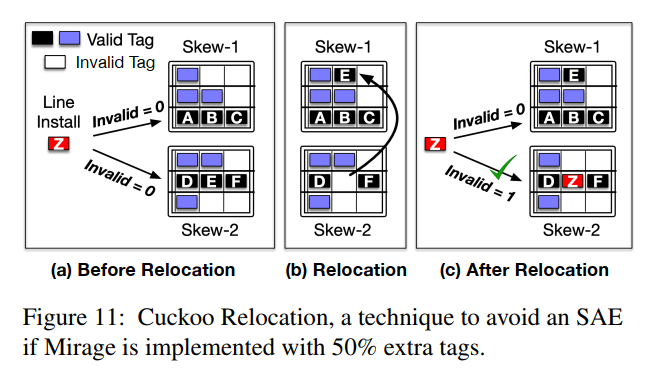 Valid Tag
Invalid Tag
Line
Install
Z
Invalid = 0
Invalid = 0
Skew-1
A B C
D E F
Skew-2
(a) Before Relocation
Skew-1
E
A B C
D F
Skew-2
(b) Relocation
Z
Invalid = 0
Invalid = 1
Skew-1
E
A B C
D Z F
Skew-2
(c) After Relocation
Figure 11: Cuckoo Relocation, a technique to avoid an SAE
if Mirage is implemented with 50% extra tags.